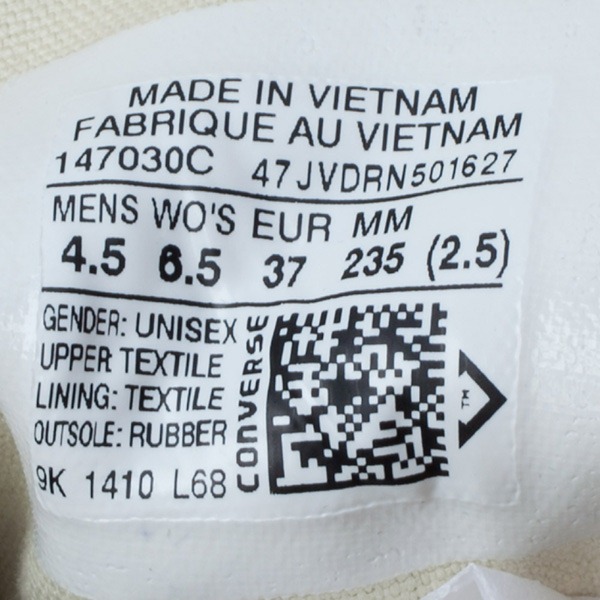 MADE IN VIETNAM
FABRIQUE AU VIETNAM
147030C 47JVDRN501627
MENS WO'S EUR MM
4.5 6.5 37 235 (2.5)
GENDER: UNISEX
UPPER TEXTILE
LINING: TEXTILE
OUTSOLE: RUBBER
9K 1410 L68
CONVERSE
TM